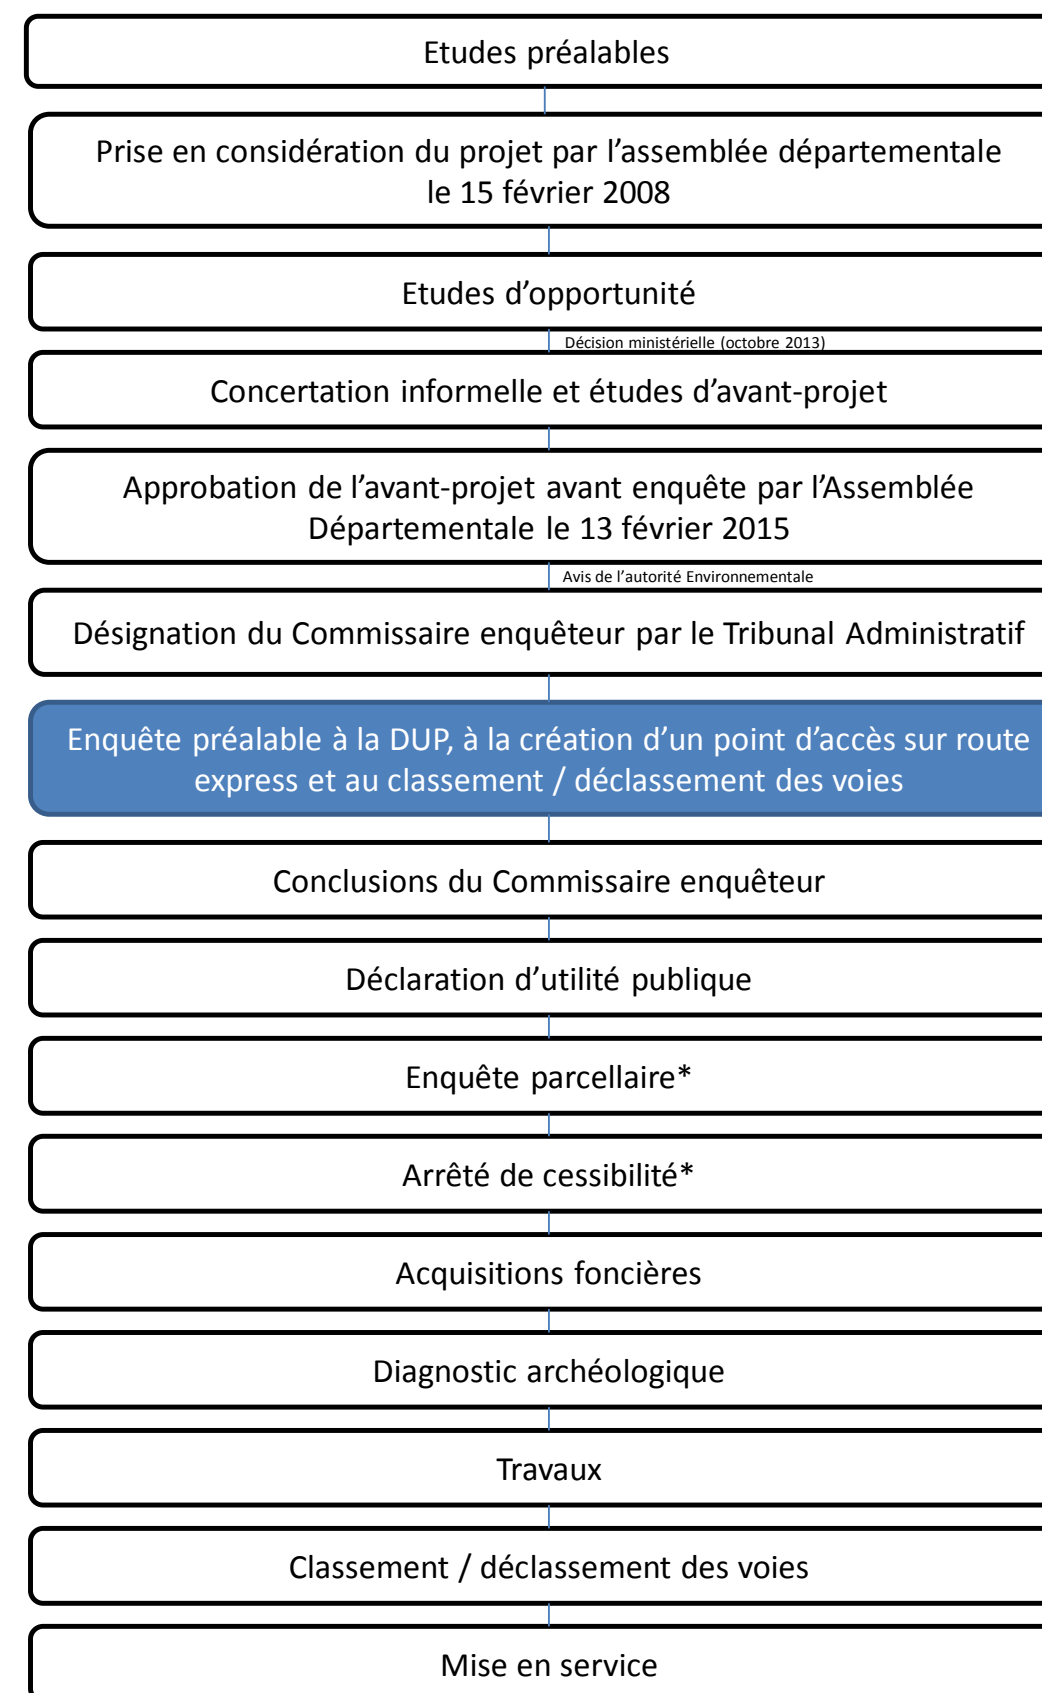 Etudes préalables
Prise en considération du projet par l’assemblée départementale
le 15 février 2008
Etudes d’opportunité
Décision ministérielle (octobre 2013)
Concertation informelle et études d’avant-projet
Approbation de l’avant-projet avant enquête par l’Assemblée
Départementale le 13 février 2015
Avis de l’autorité Environnementale
Désignation du Commissaire enquêteur par le Tribunal Administratif
Enquête préalable à la DUP, à la création d’un point d’accès sur route
express et au classement / déclassement des voies
Conclusions du Commissaire enquêteur
Déclaration d’utilité publique
Enquête parcellaire*
Arrêté de cessibilité*
Acquisitions foncières
Diagnostic archéologique
Travaux
Classement / déclassement des voies
Mise en service